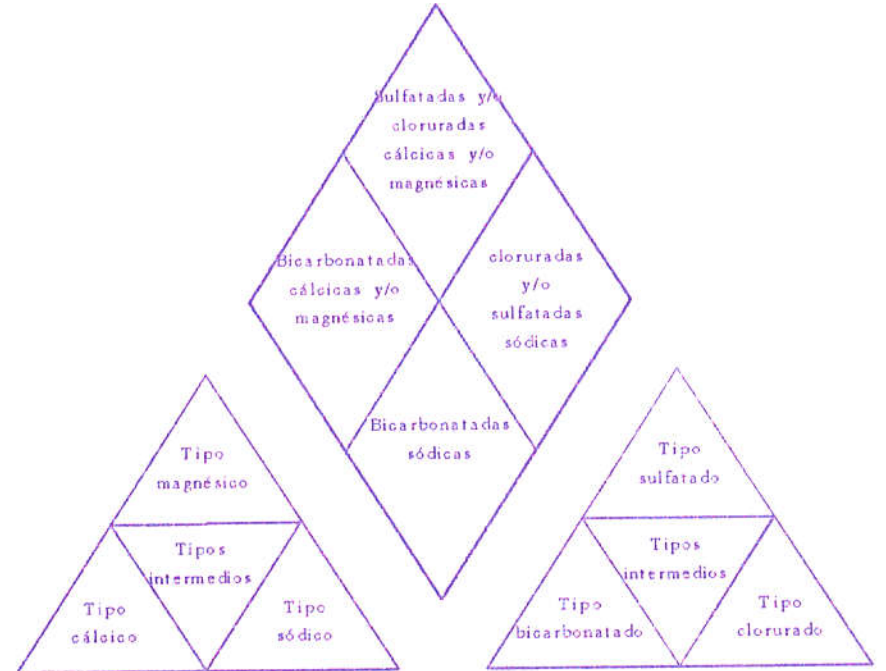 Sulfatadas y/o
cloruradas
cálcicas y/o
magnésicas
Bicarbonatadas
cálcicas y/o
magnésicas
cloruradas
y/o
sulfatadas
sódicas
Bicarbonatadas
sódicas
Tipo
magnésico
Tipos
intermedios
Tipo
cálcico
Tipo
sódico
Tipo
sulfatado
Tipos
intermedios
Tipo
bicarbonatado
Tipo
clorurado